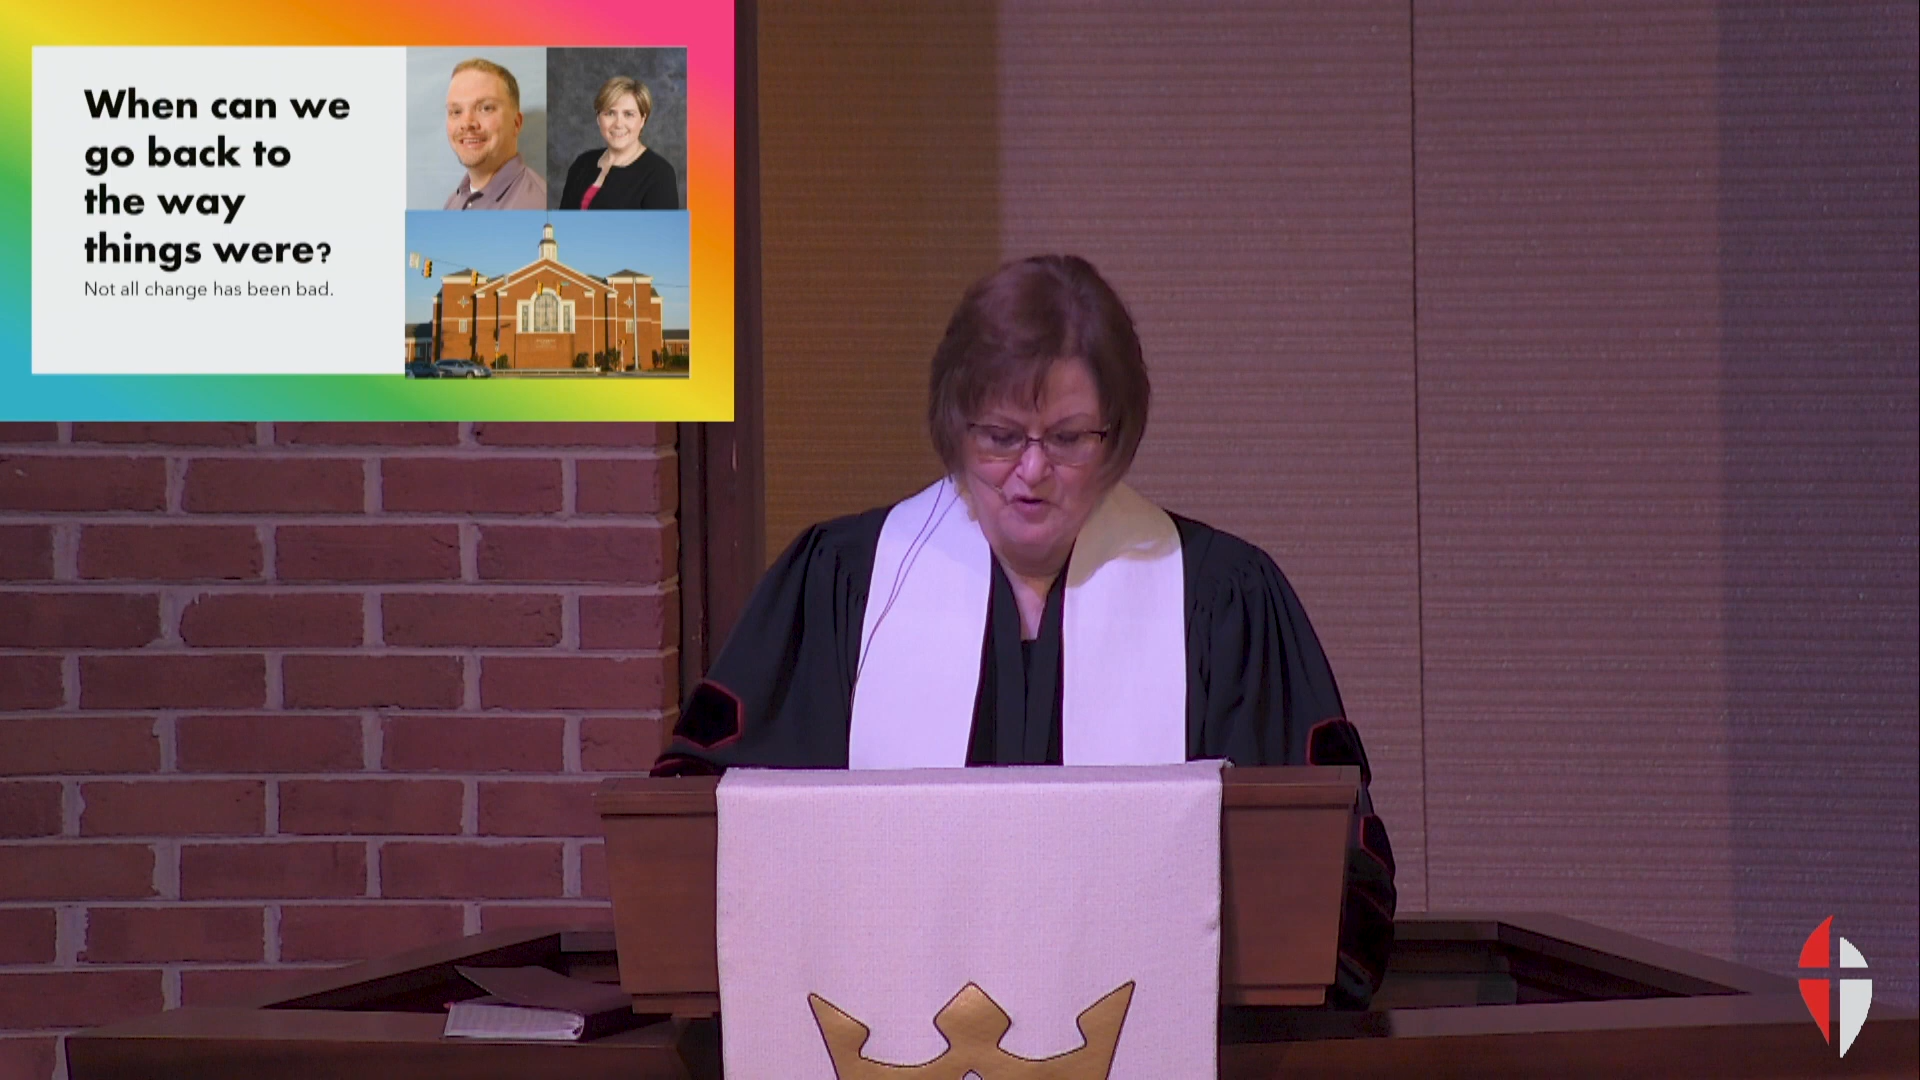 When can we
go back to
the way
things were?
Not all change has been bad.